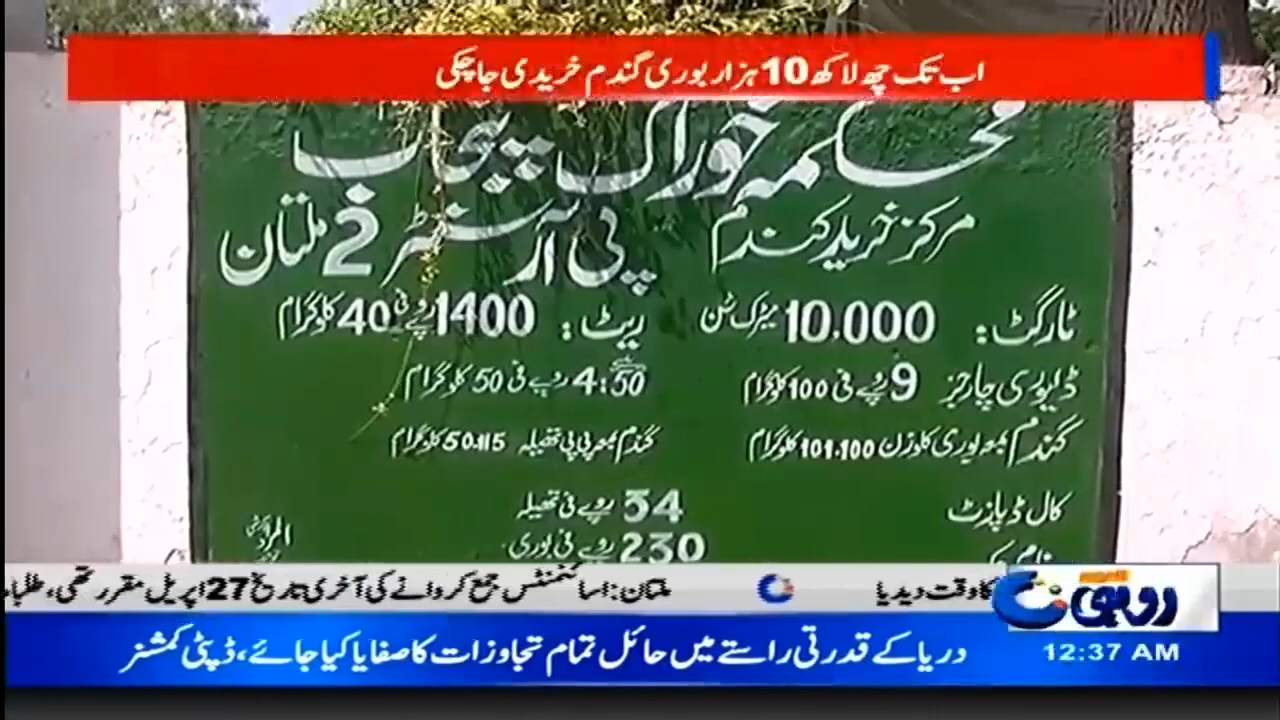 اب تک چھ لاکھ 10 ہزار بوری گندم خریدی جا چکی
محکمہ خوراک پنجاب
مرکز خرید گندم پی آر سنٹر 2 ملتان
ٹارگٹ: 10.000 میٹرک ٹن ریٹ: 1400 روپے فی 40 کلوگرام
ڈلیوری چارجز 9 روپے فی 100 کلوگرام 4:50 روپے فی 50 کلوگرام
گندم بمعہ بوری کا وزن 101.100 کلوگرام گندم بمعہ پی پی تھیلہ 50.115 کلوگرام
کال ڈپازٹ 34 روپے فی تھیلہ
230 روپے فی بوری
کا وقت دیدیا ملتان: اسائنمنٹس جمع کروانے کی آخری تاریخ 27 اپریل مقرر تھی، طلباء
روہی
12:37 AM
دریا کے قدرتی راستے میں حائل تمام تجاوزات کا صفایا کیا جائے، ڈپٹی کمشنر